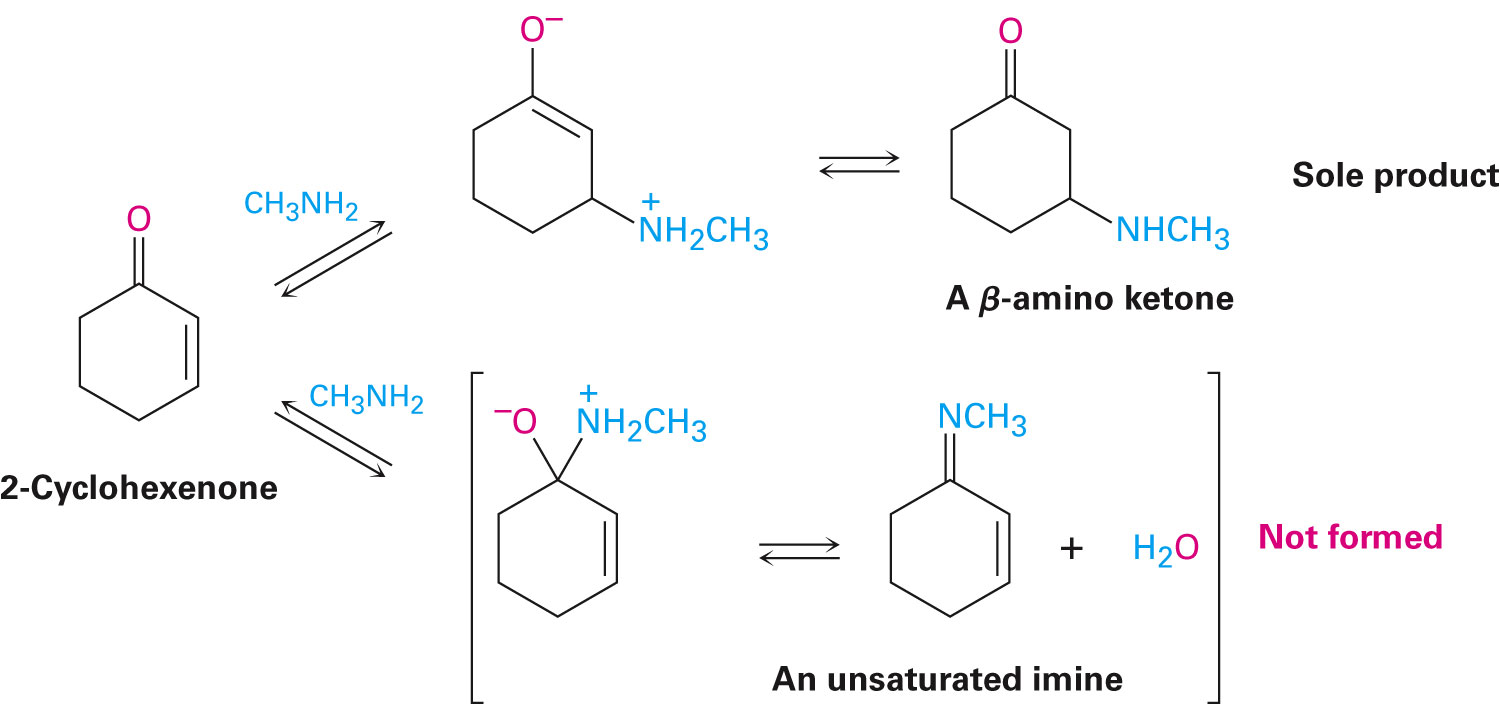 O⁻
O
CH₃NH₂
⁺NH₂CH₃
NHCH₃
Sole product
A β-amino ketone
O
2-Cyclohexenone
CH₃NH₂
⁻O ⁺NH₂CH₃
NCH₃
+ H₂O
Not formed
An unsaturated imine